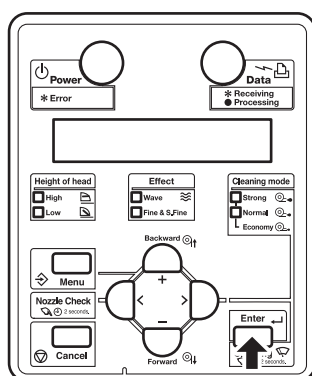 Power
Data
* Error
* Receiving
● Processing
Height of head
High
Low
Effect
Wave
Fine & S.Fine
Cleaning mode
Strong
Normal
Economy
Backward
Menu
+
< >
−
Nozzle Check
2 seconds.
Enter
Cancel
Forward
2 seconds.